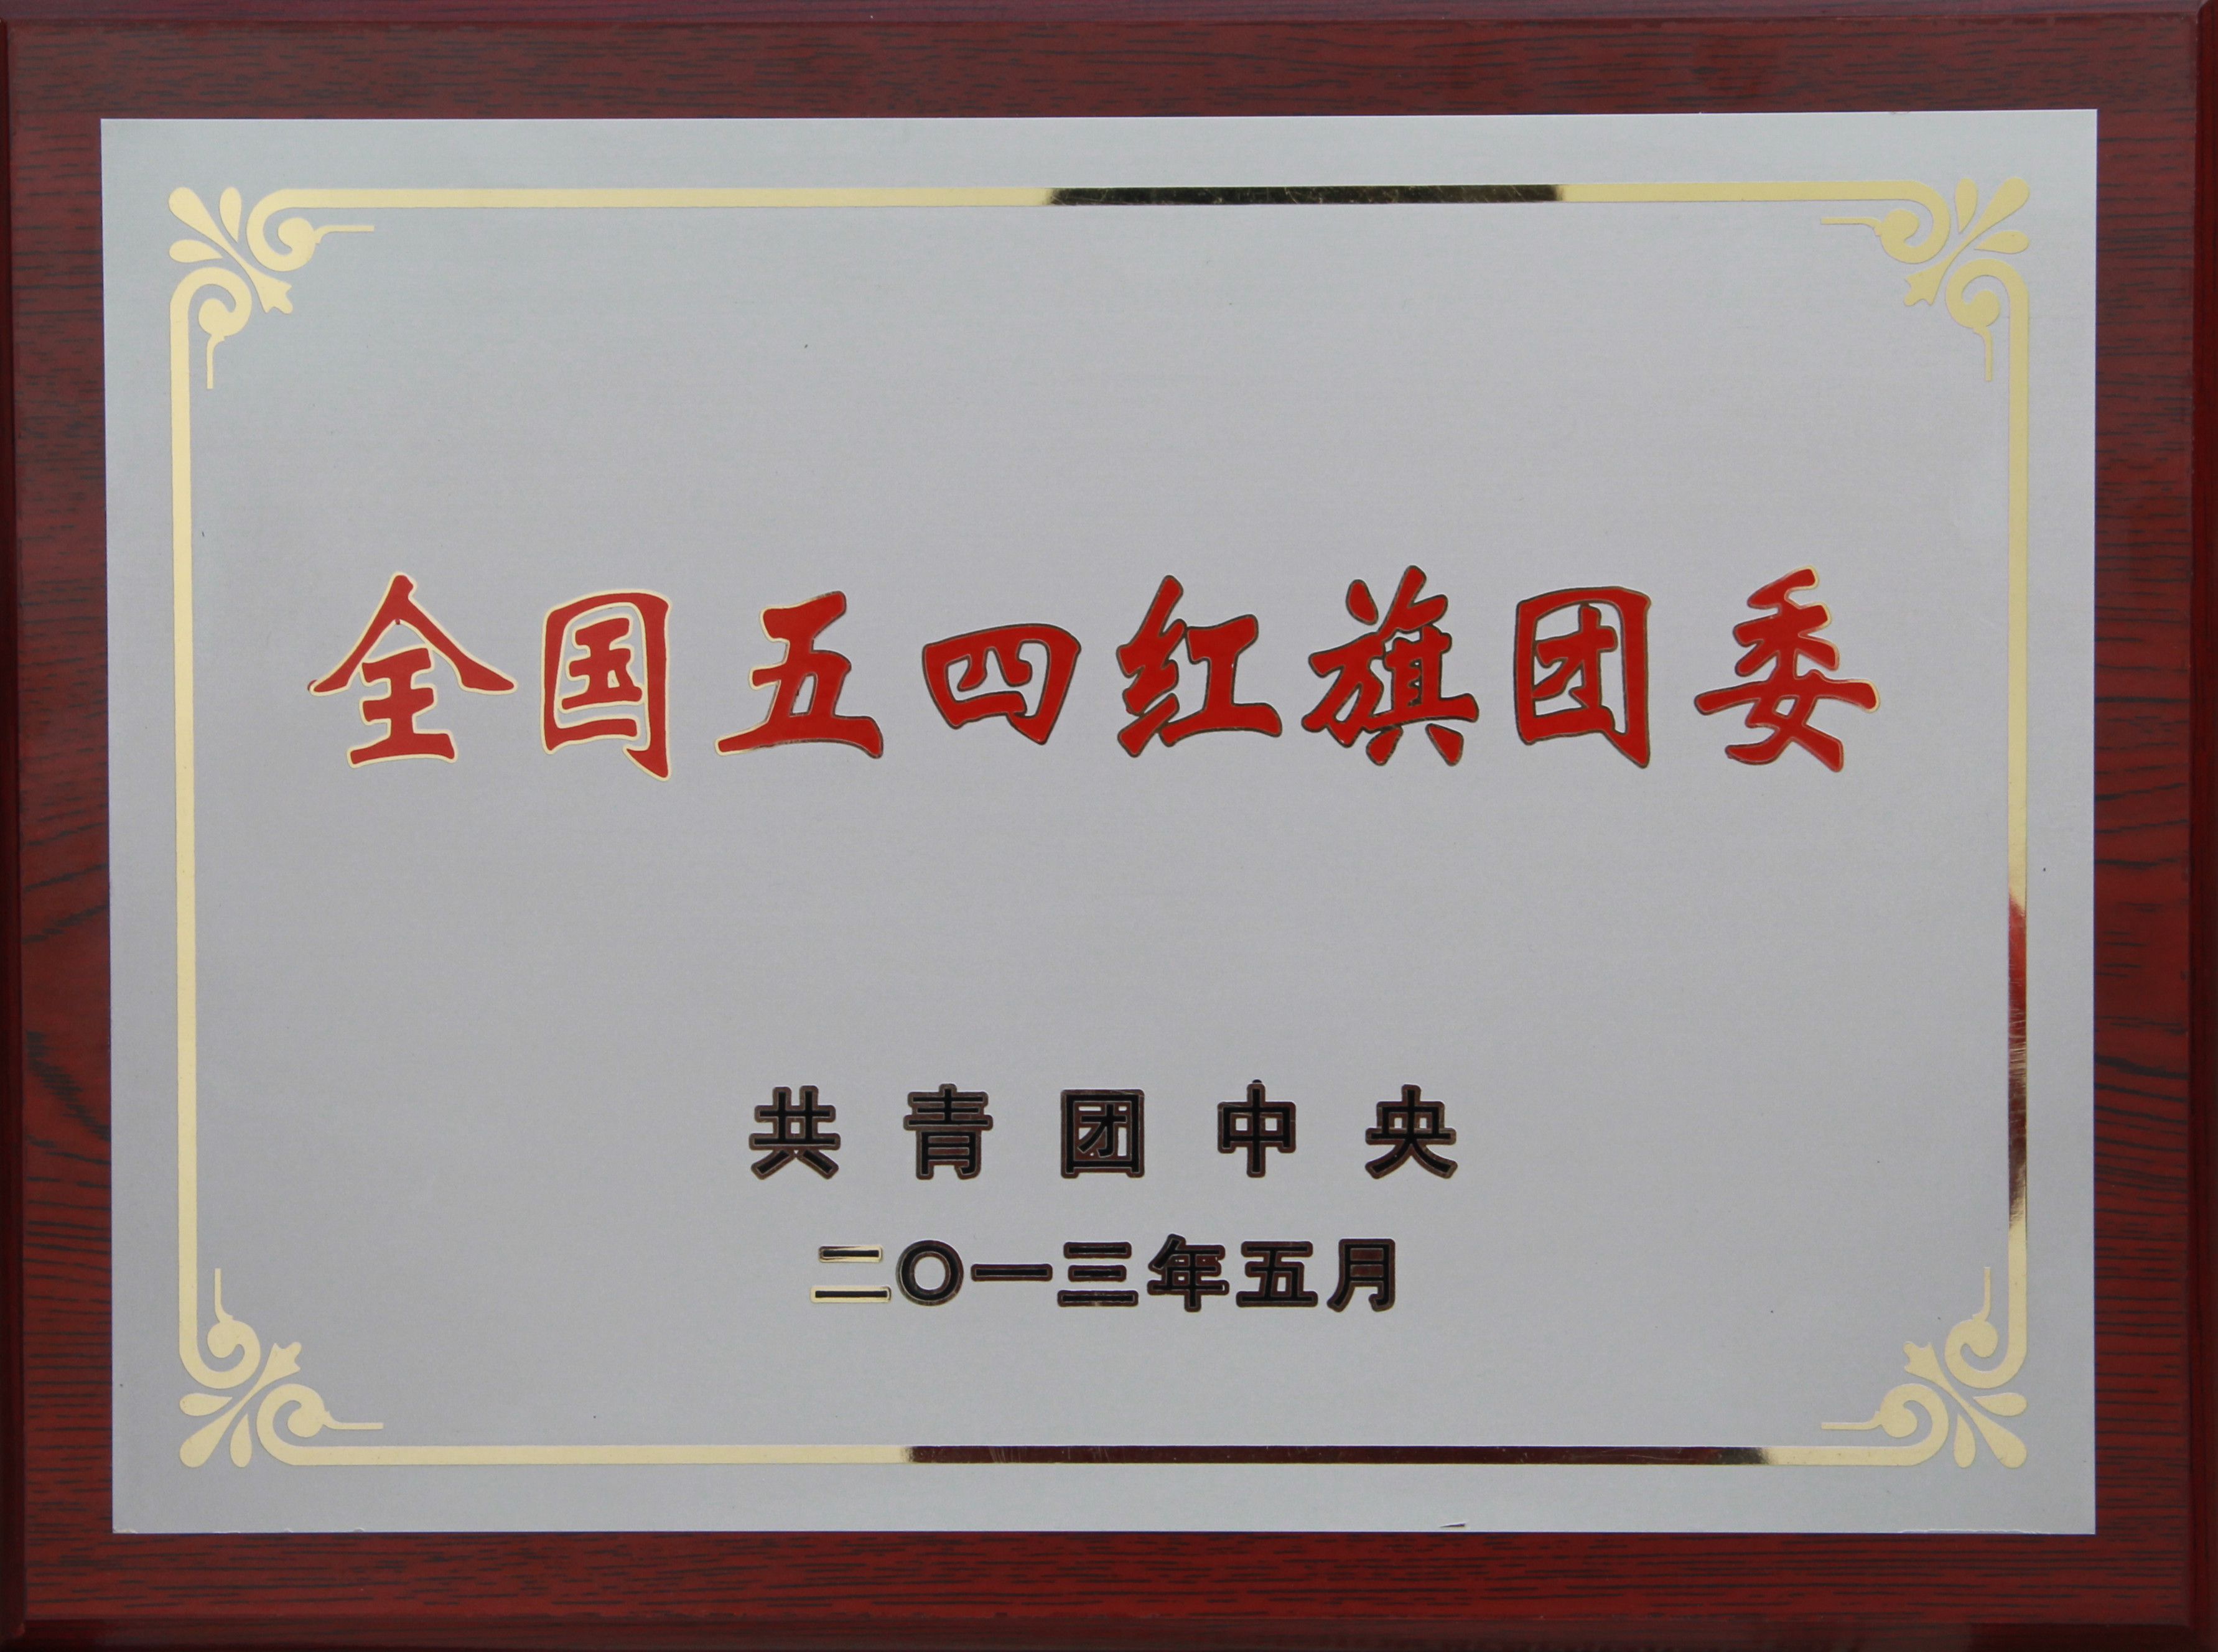 全国五四红旗团委
共青团中央
二〇一三年五月